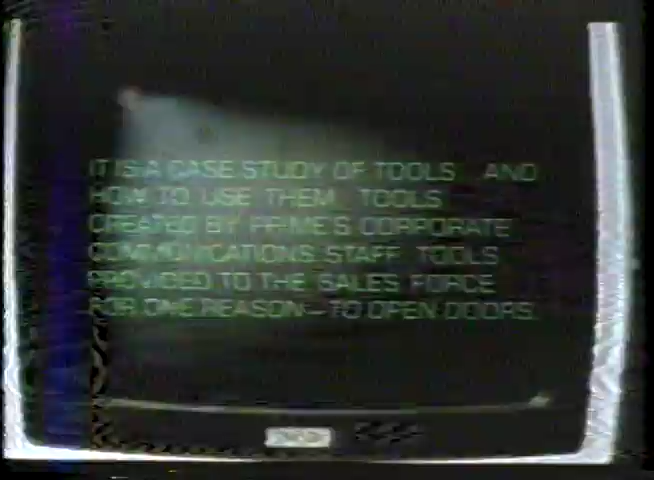 IT IS A CASE STUDY OF TOOLS... AND
HOW TO USE THEM. TOOLS
CREATED BY PRIME'S CORPORATE
COMMUNICATIONS STAFF. TOOLS
PROVIDED TO THE SALES FORCE
FOR ONE REASON—TO OPEN DOORS.